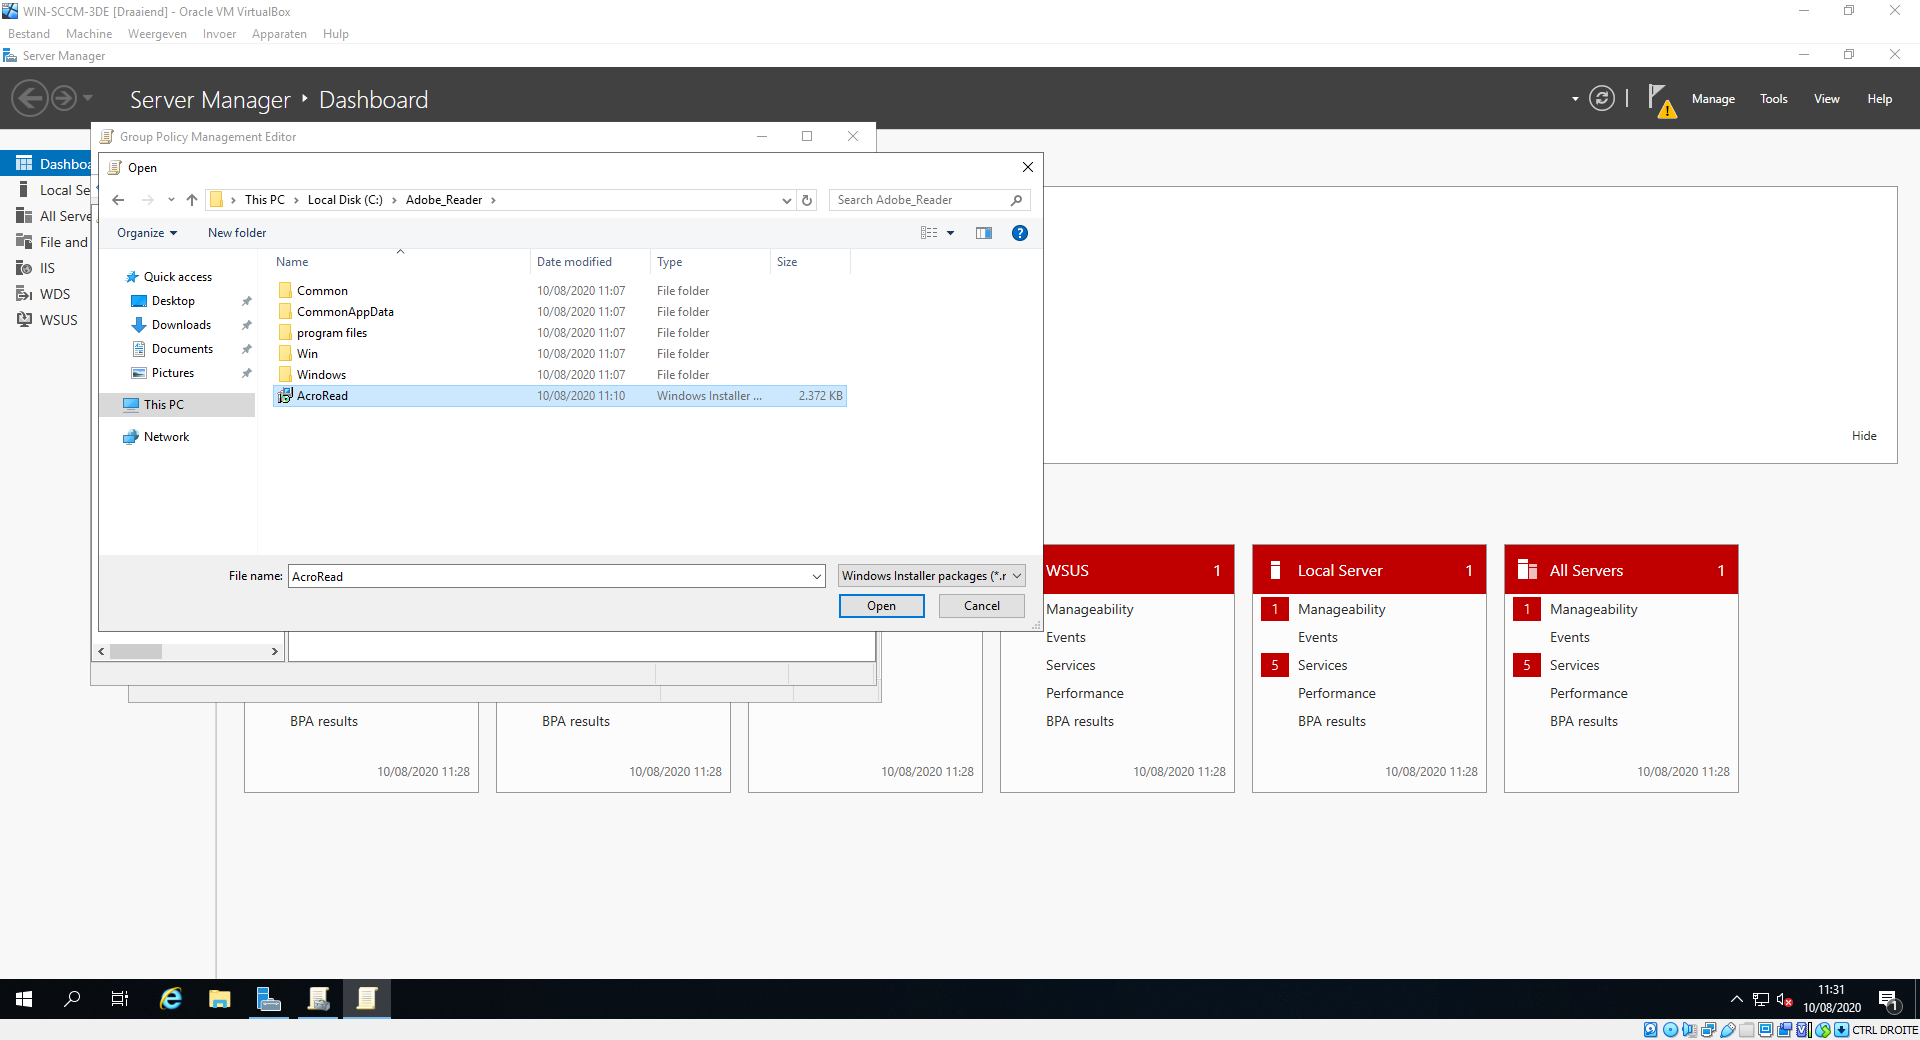 WIN-SCCM-3DE [Draaiend] - Oracle VM VirtualBox
Bestand Machine Weergeven Invoer Apparaten Hulp
Server Manager
Server Manager Dashboard
Manage Tools View Help
Group Policy Management Editor
Dashboa
Local Se
All Serve
File and
IIS
WDS
WSUS
Open
This PC Local Disk (C:) Adobe_Reader
Search Adobe_Reader
Organize New folder
Quick access
Desktop
Downloads
Documents
Pictures
This PC
Network
Name Date modified Type Size
Common 10/08/2020 11:07 File folder
CommonAppData 10/08/2020 11:07 File folder
program files 10/08/2020 11:07 File folder
Win 10/08/2020 11:07 File folder
Windows 10/08/2020 11:07 File folder
AcroRead 10/08/2020 11:10 Windows Installer ... 2.372 KB
File name: AcroRead
Windows Installer packages (*.r
Open Cancel
Hide
BPA results
10/08/2020 11:28
BPA results
10/08/2020 11:28
10/08/2020 11:28
WSUS 1
Manageability
Events
Services
Performance
BPA results
10/08/2020 11:28
Local Server 1
1 Manageability
Events
5 Services
Performance
BPA results
10/08/2020 11:28
All Servers 1
1 Manageability
Events
5 Services
Performance
BPA results
10/08/2020 11:28
11:31
10/08/2020
1
CTRL DROITE